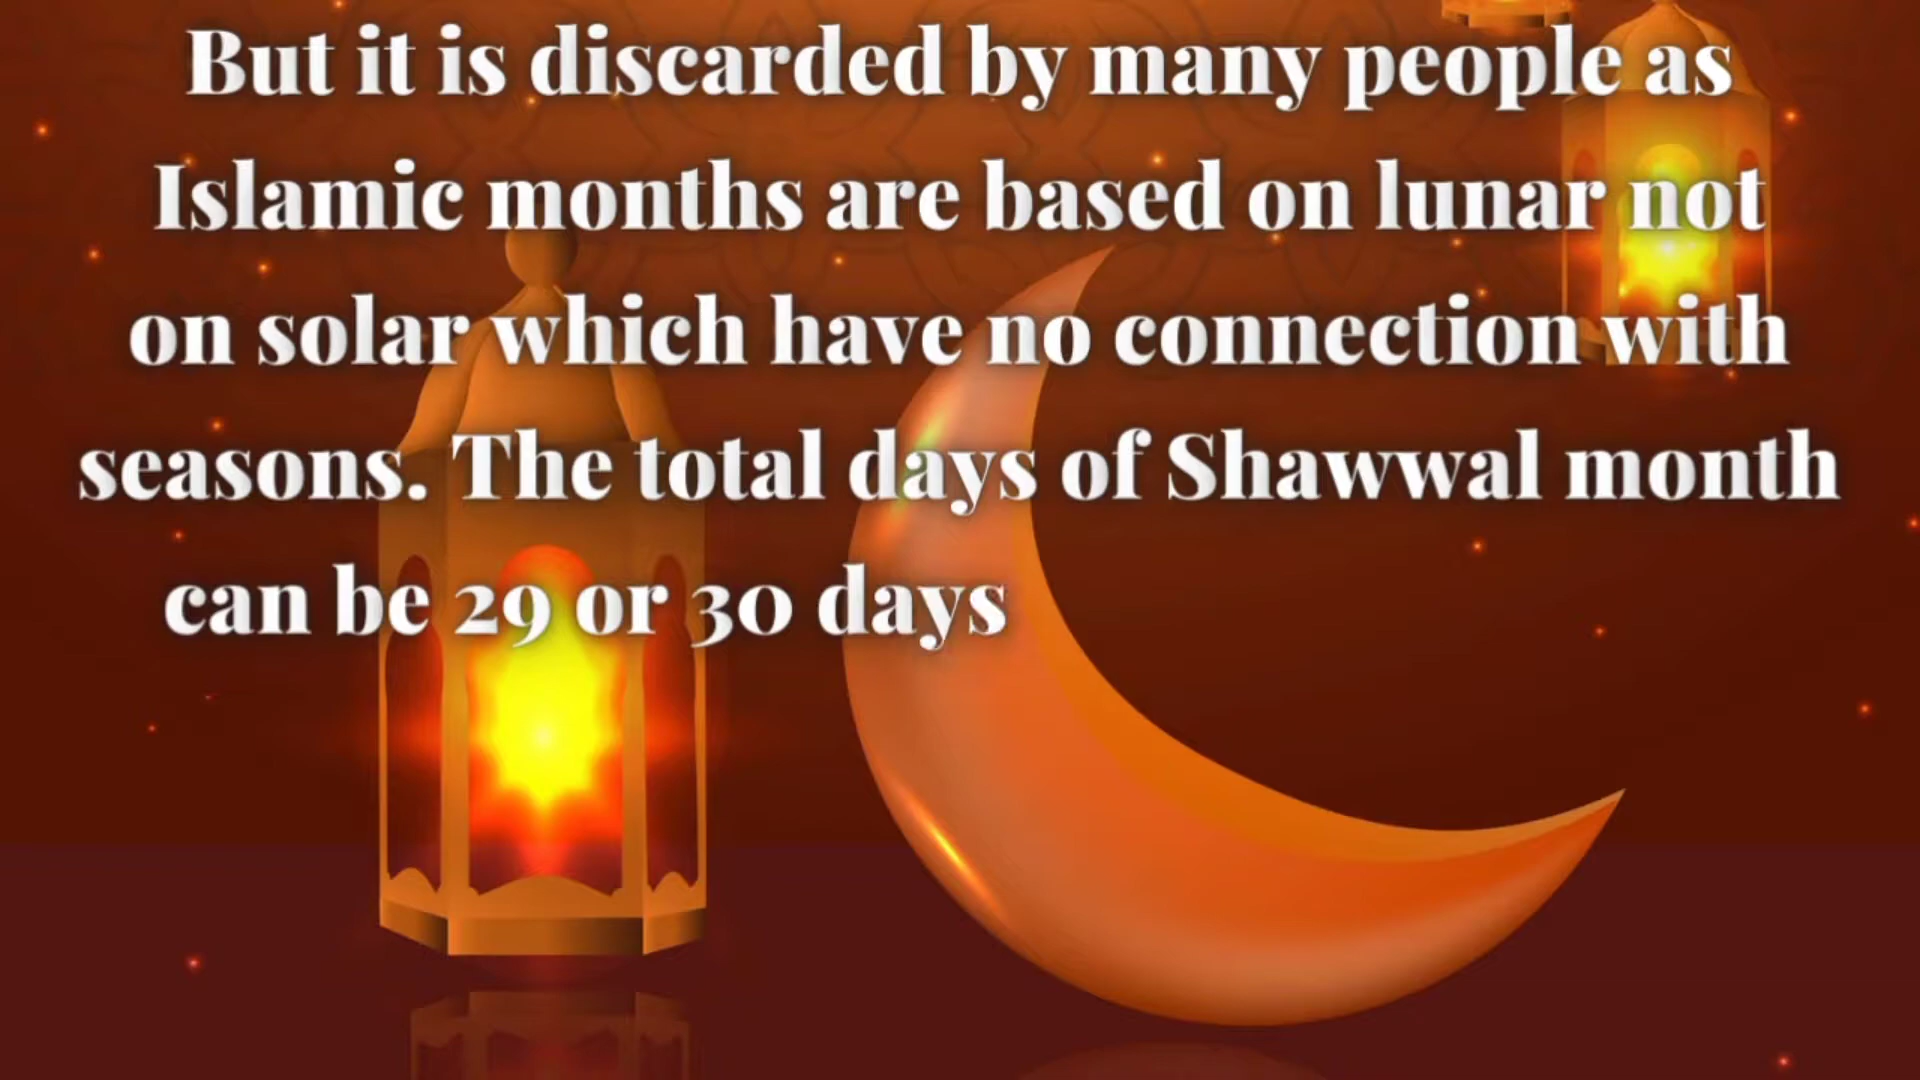 But it is discarded by many people as
Islamic months are based on lunar not
on solar which have no connection with
seasons. The total days of Shawwal month
can be 29 or 30 days